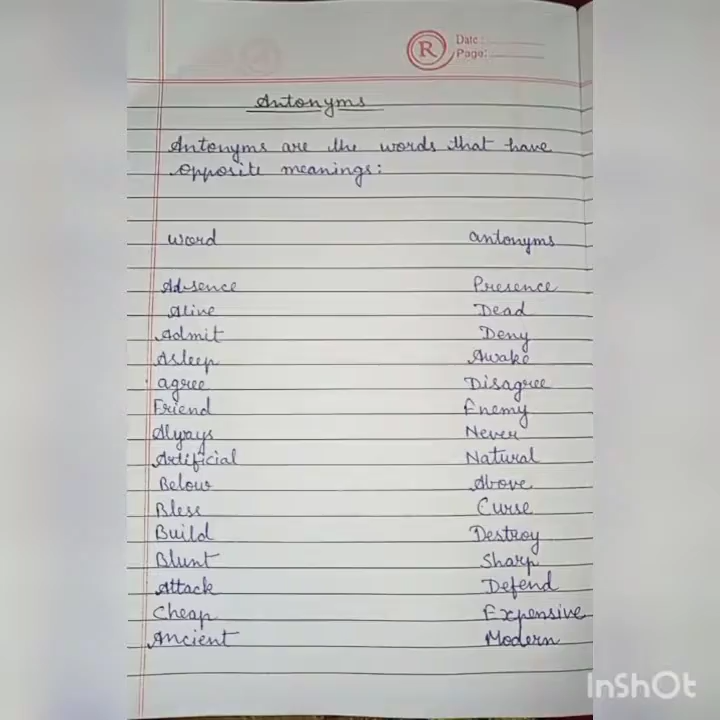 R Date:
Page:
Antonyms
Antonyms are the words that have
opposite meanings:
Word antonyms
Absence Presence
Alive Dead
Admit Deny
Asleep Awake
agree Disagree
Friend Enemy
Always Never
Artificial Natural
Below Above
Bless Curse
Build Destroy
Blunt Sharp
Attack Defend
Cheap Expensive
Ancient Modern
InShOt